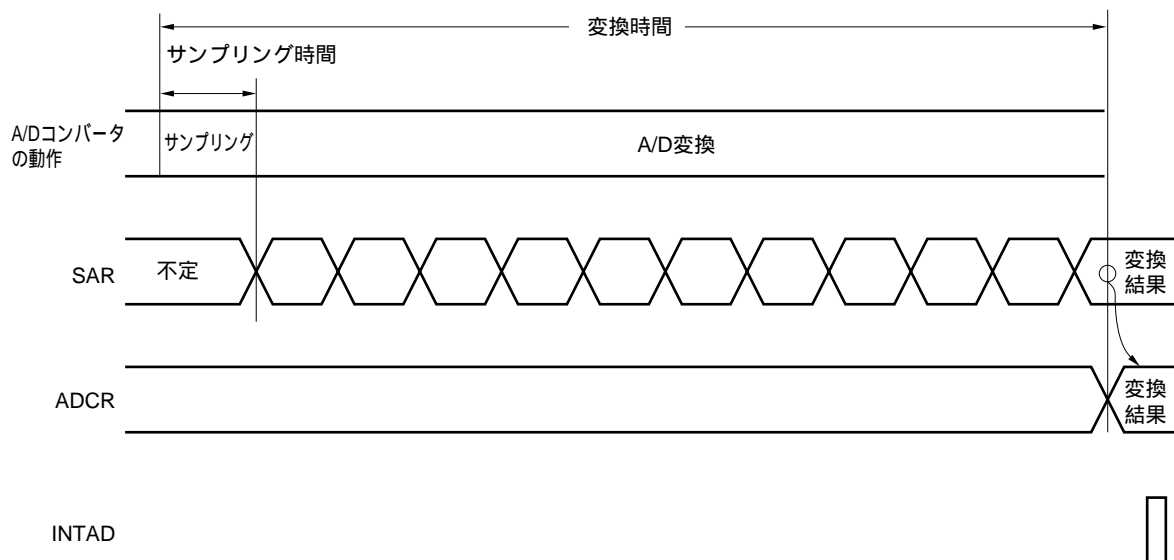 変換時間
サンプリング時間
A/Dコンバータ
の動作
サンプリング
A/D変換
SAR
不定
変換
結果
ADCR
変換
結果
INTAD